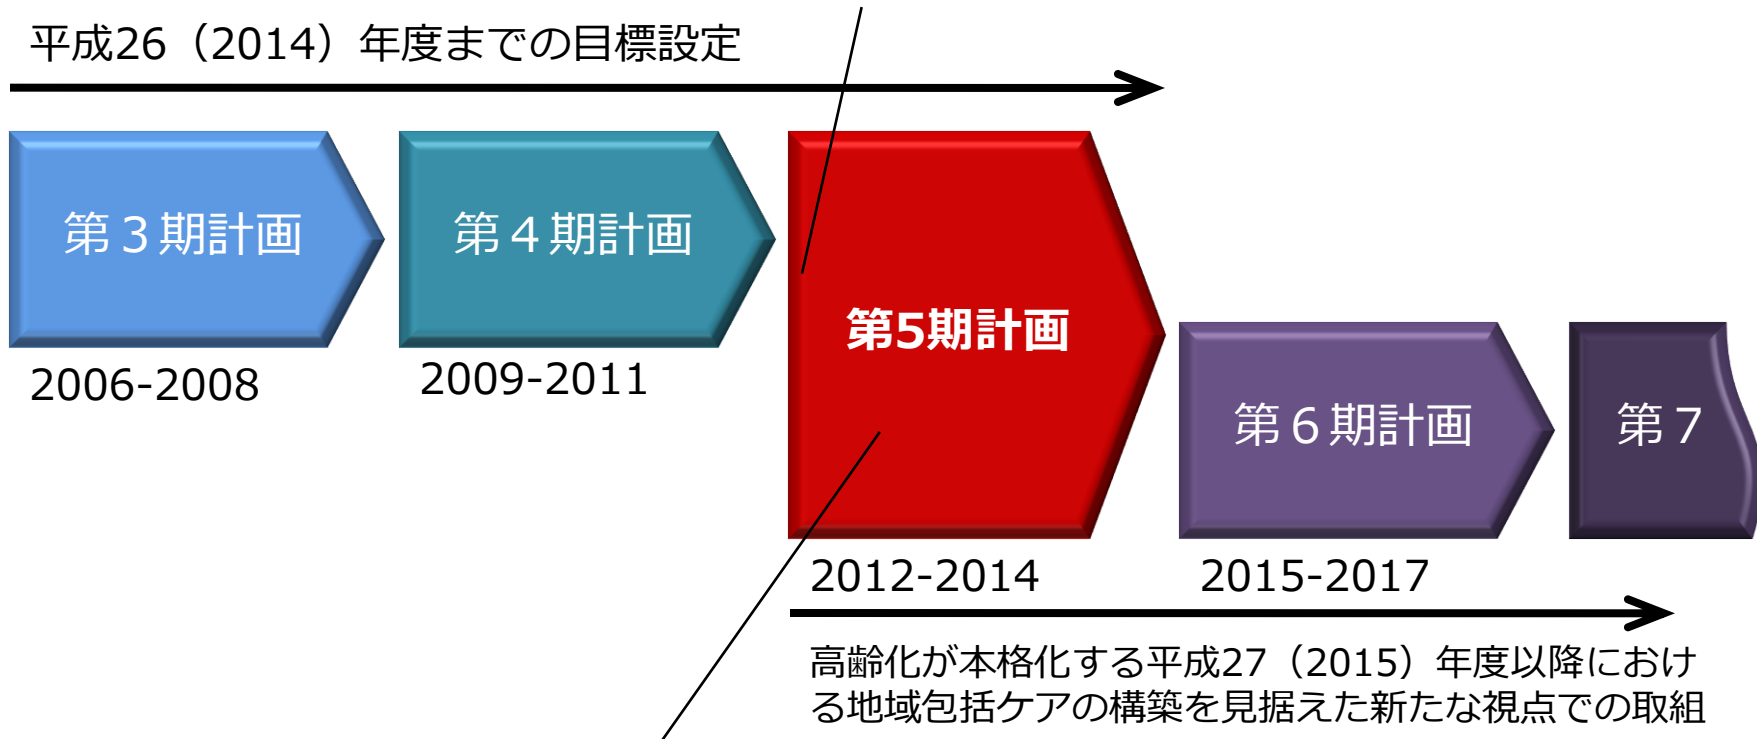 平成26（2014）年度までの目標設定
第３期計画
第４期計画
第5期計画
2006-2008
2009-2011
第６期計画
第７
2012-2014
2015-2017
高齢化が本格化する平成27（2015）年度以降におけ
る地域包括ケアの構築を見据えた新たな視点での取組